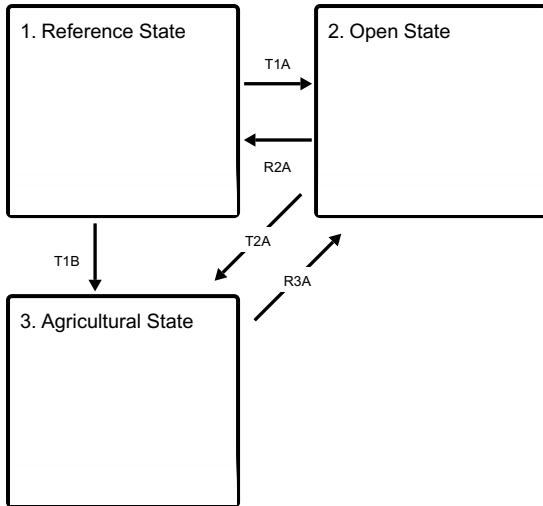 1. Reference State
2. Open State
T1A
R2A
T2A
T1B
R3A
3. Agricultural State